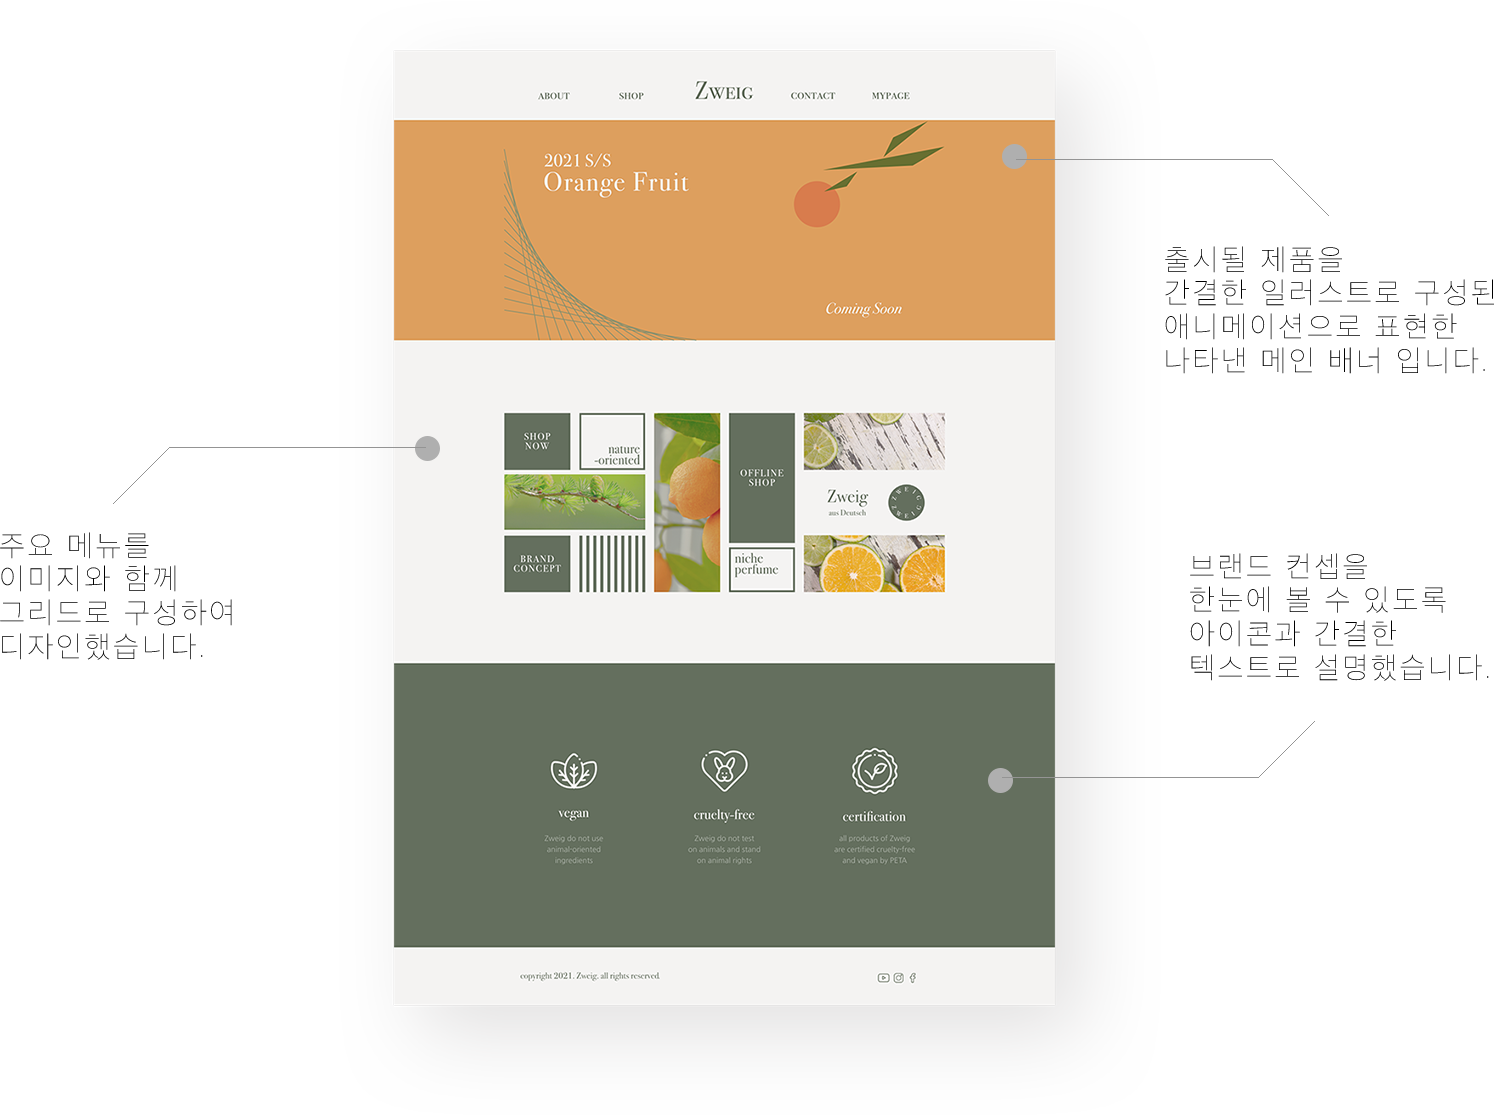 ABOUT SHOP ZWEIG CONTACT MYPAGE
2021 S/S
Orange Fruit
Coming Soon
출시될 제품을
간결한 일러스트로 구성된
애니메이션으로 표현한
나타낸 메인 배너 입니다.
SHOP
NOW
nature
-oriented
OFFLINE
SHOP
Zweig
aus Deutsch
ZWEIG
ZWEIG
BRAND
CONCEPT
niche
perfume
주요 메뉴를
이미지와 함께
그리드로 구성하여
디자인했습니다.
브랜드 컨셉을
한눈에 볼 수 있도록
아이콘과 간결한
텍스트로 설명했습니다.
vegan
Zweig do not use
animal-oriented
ingredients
cruelty-free
Zweig do not test
on animals and stand
on animal rights
certification
all products of Zweig
are certified cruelty-free
and vegan by PETA
copyright 2021. Zweig. all rights reserved.